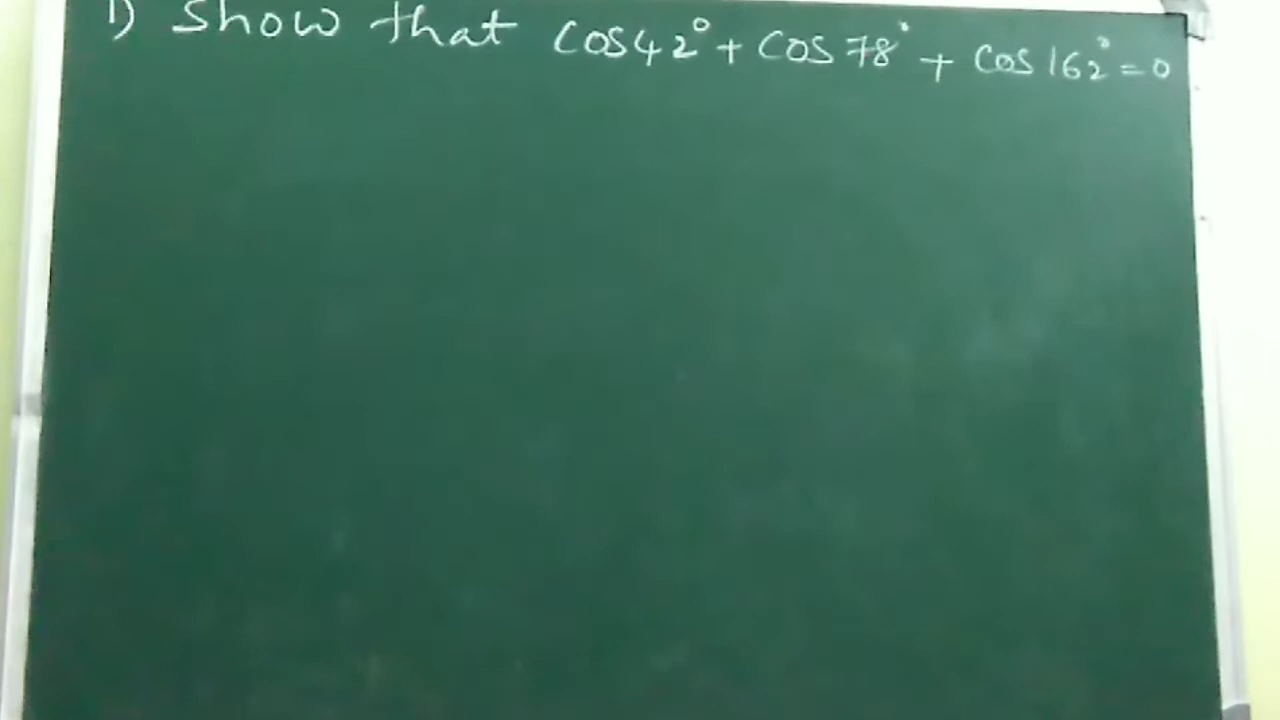 1) Show that cos42° + cos78° + cos162° = 0